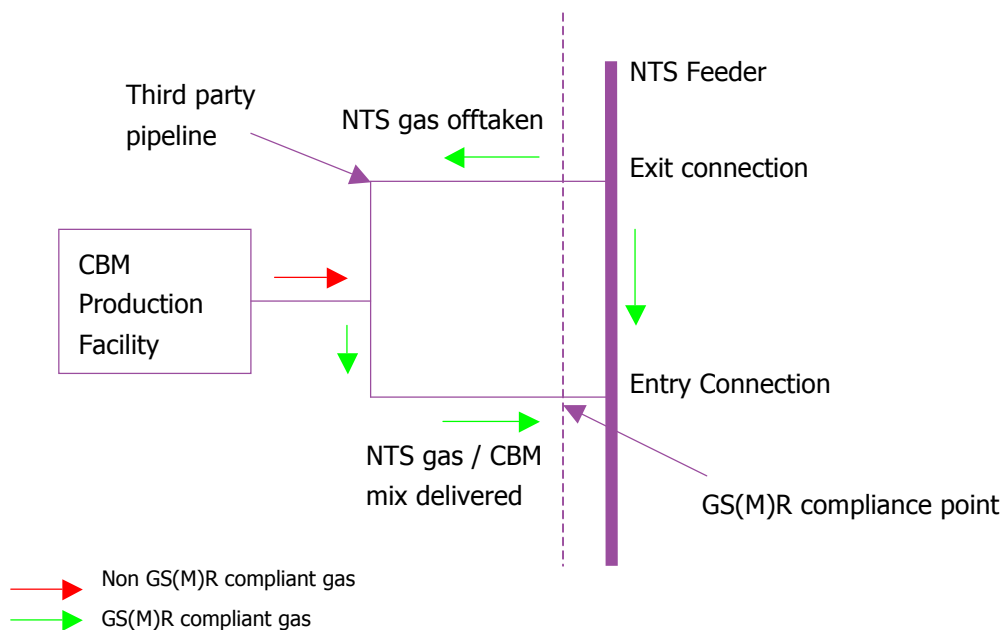 NTS Feeder
Third party
pipeline
NTS gas offtaken
Exit connection
CBM
Production
Facility
Entry Connection
NTS gas / CBM
mix delivered
GS(M)R compliance point
Non GS(M)R compliant gas
GS(M)R compliant gas